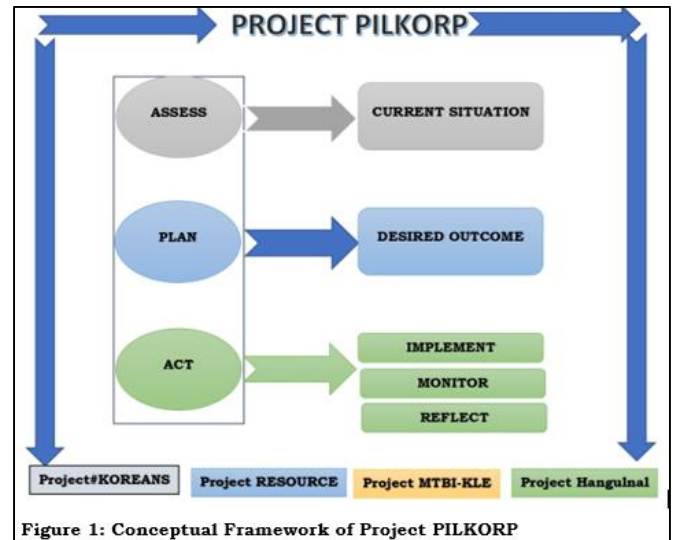 PROJECT PILKORP
ASSESS
CURRENT SITUATION
PLAN
DESIRED OUTCOME
ACT
IMPLEMENT
MONITOR
REFLECT
Project#KOREANS
Project RESOURCE
Project MTBI-KLE
Project Hangulnal
Figure 1: Conceptual Framework of Project PILKORP